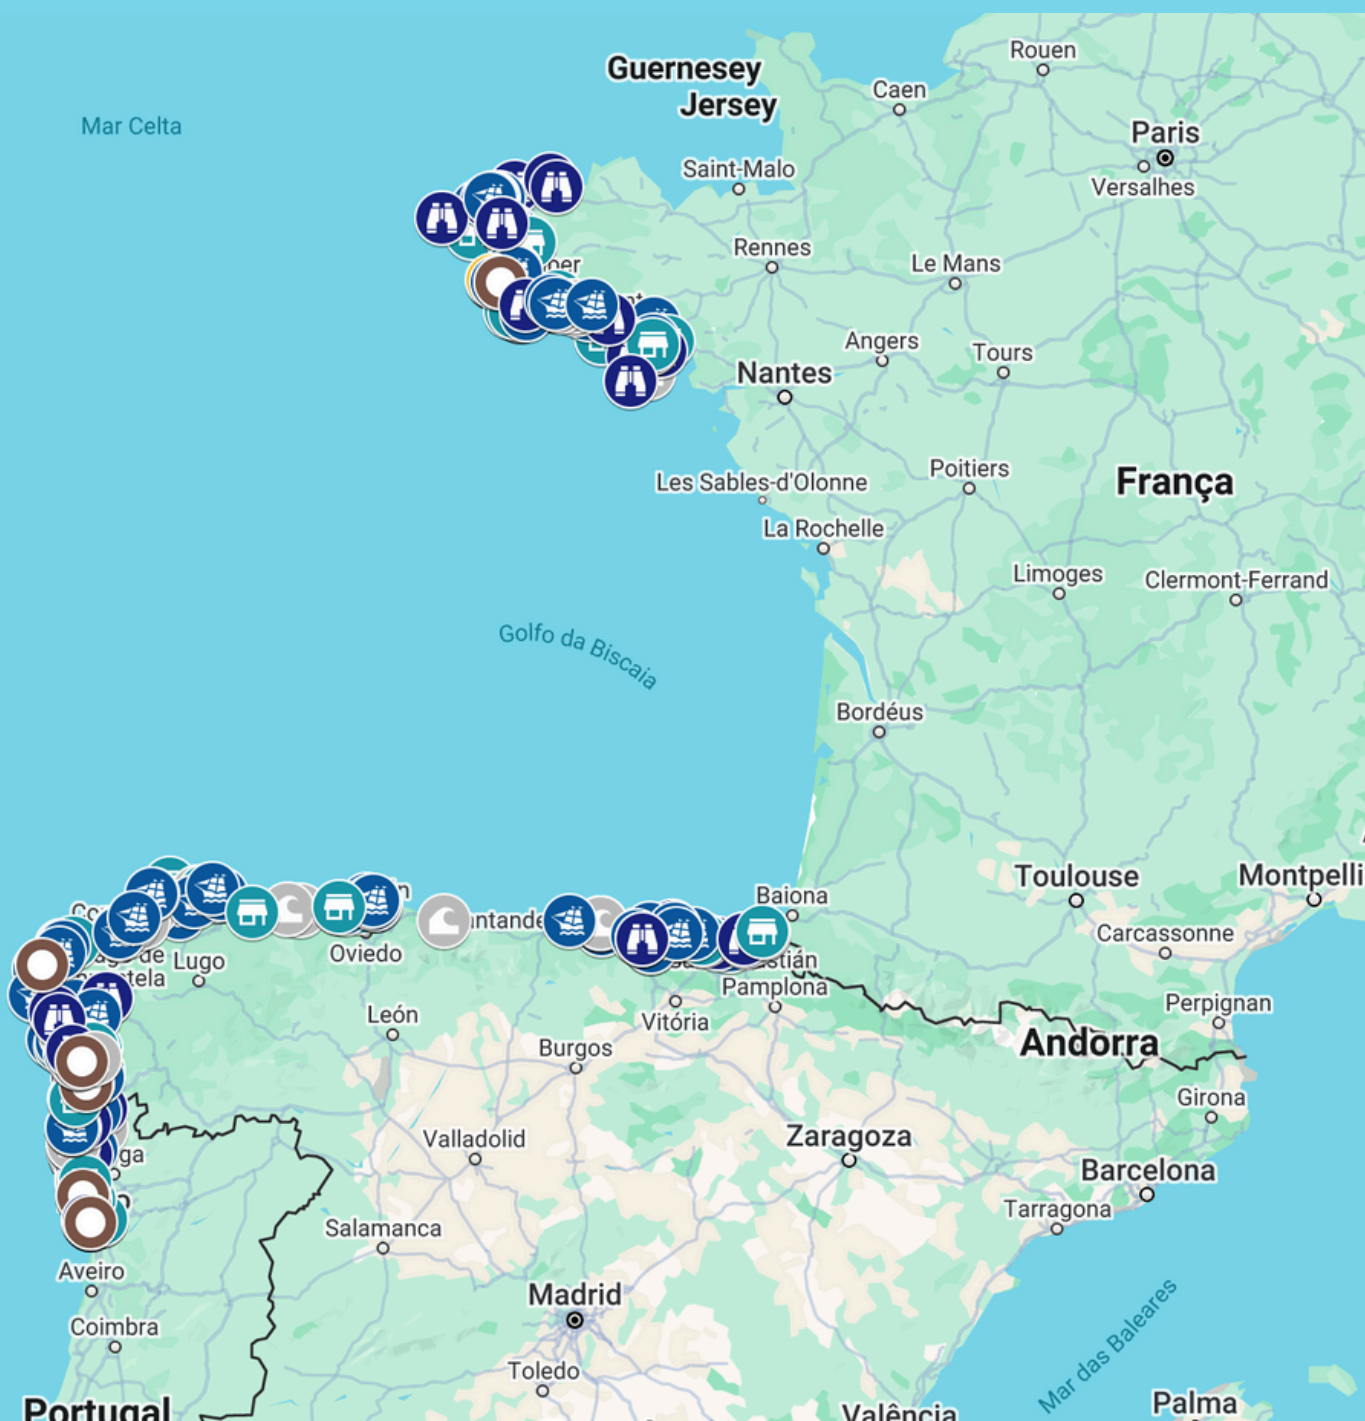 Rouen
Guernesey
Jersey
Caen
Mar Celta
Paris
Saint-Malo
Versalhes
Rennes
Le Mans
Angers
Tours
Nantes
Poitiers
Les Sables-d'Olonne
França
La Rochelle
Limoges
Clermont-Ferrand
Golfo da Biscaia
Bordéus
Toulouse
Montpelli
Baiona
Carcassonne
Oviedo
Lugo
Pamplona
Perpignan
León
Vitória
Andorra
Burgos
Girona
Valladolid
Zaragoza
Barcelona
Tarragona
Salamanca
Aveiro
Madrid
Coimbra
Toledo
Mar das Baleares
Portugal
Valência
Palma